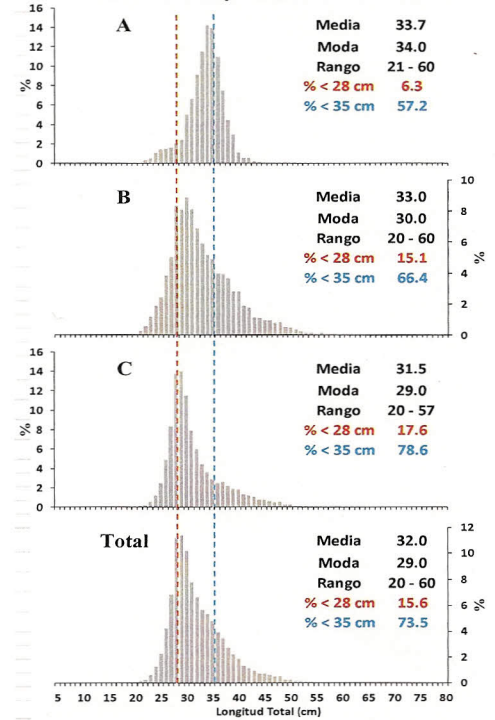 16
14
12
10
8
6
4
2
0
%
A
Media 33.7
Moda 34.0
Rango 21 - 60
% < 28 cm 6.3
% < 35 cm 57.2
B
Media 33.0
Moda 30.0
Rango 20 - 60
% < 28 cm 15.1
% < 35 cm 66.4
10
8
6
4
2
0
%
16
14
12
10
8
6
4
2
0
%
C
Media 31.5
Moda 29.0
Rango 20 - 57
% < 28 cm 17.6
% < 35 cm 78.6
Total
Media 32.0
Moda 29.0
Rango 20 - 60
% < 28 cm 15.6
% < 35 cm 73.5
12
10
8
6
4
2
0
%
5 10 15 20 25 30 35 40 45 50 55 60 65 70 75 80
Longitud Total (cm)